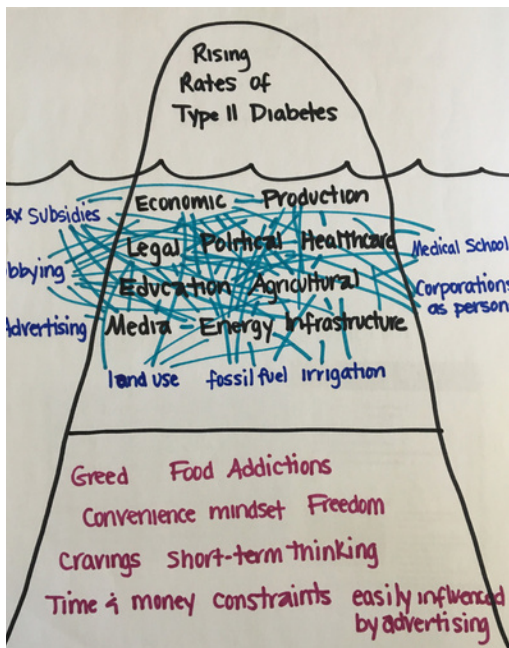 Rising
Rates of
Type II Diabetes
Economic Production
ax Subsidies
Legal Political Healthcare
Medical School
bbying
Education Agricultural
Corporations
as person
Advertising
Media Energy Infrastructure
land use fossil fuel irrigation
Greed Food Addictions
Convenience mindset Freedom
Cravings short-term thinking
Time & money constraints easily influenced
by advertising